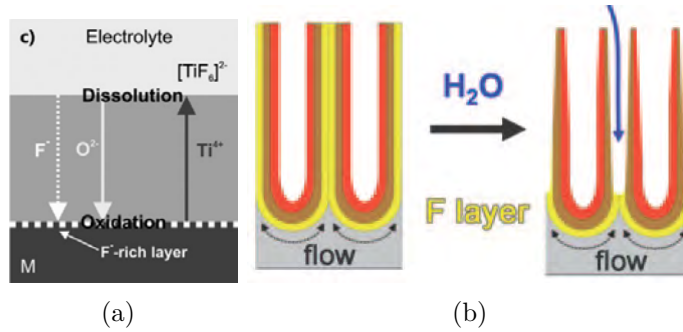 c)
Electrolyte
[TiF₆]²⁻
Dissolution
F⁻
O²⁻
Ti⁴⁺
Oxidation
F⁻-rich layer
M
H₂O
F layer
flow
flow
(a)
(b)